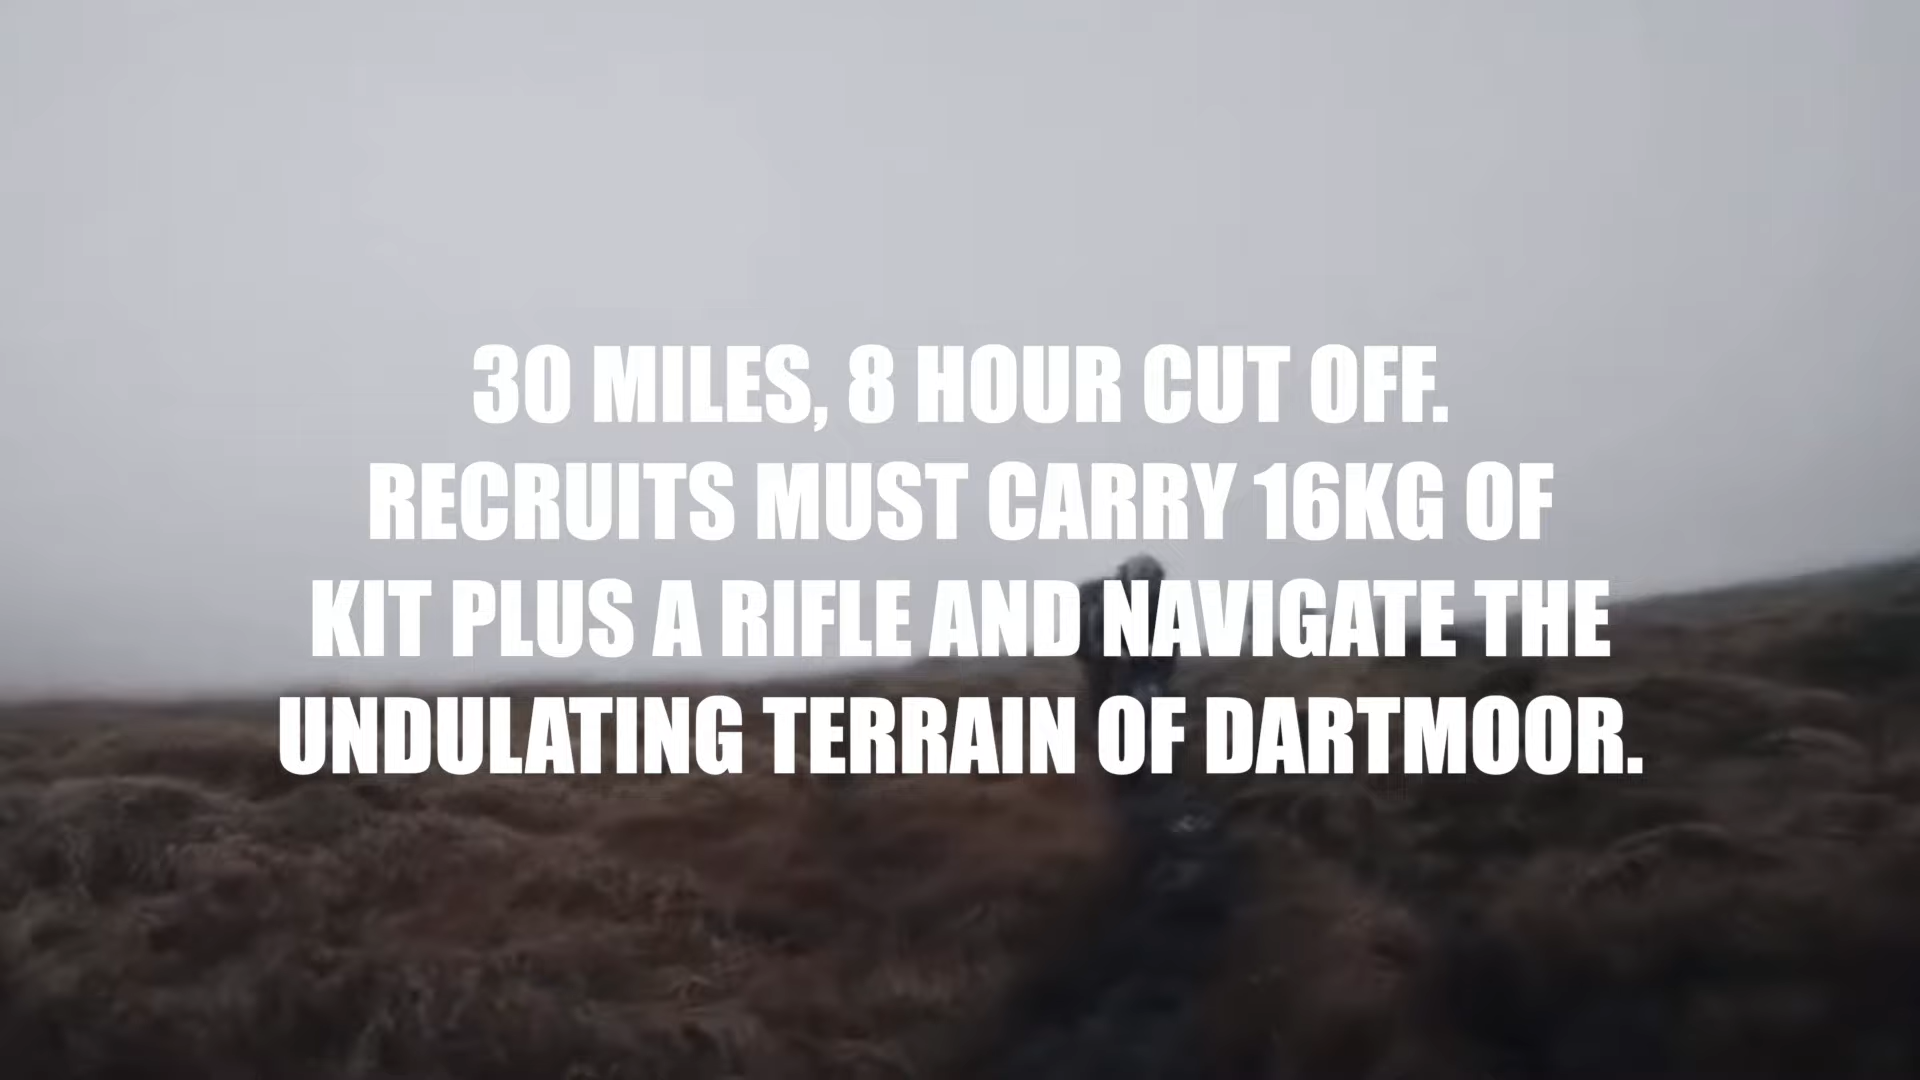 30 MILES, 8 HOUR CUT OFF.
RECRUITS MUST CARRY 16KG OF
KIT PLUS A RIFLE AND NAVIGATE THE
UNDULATING TERRAIN OF DARTMOOR.